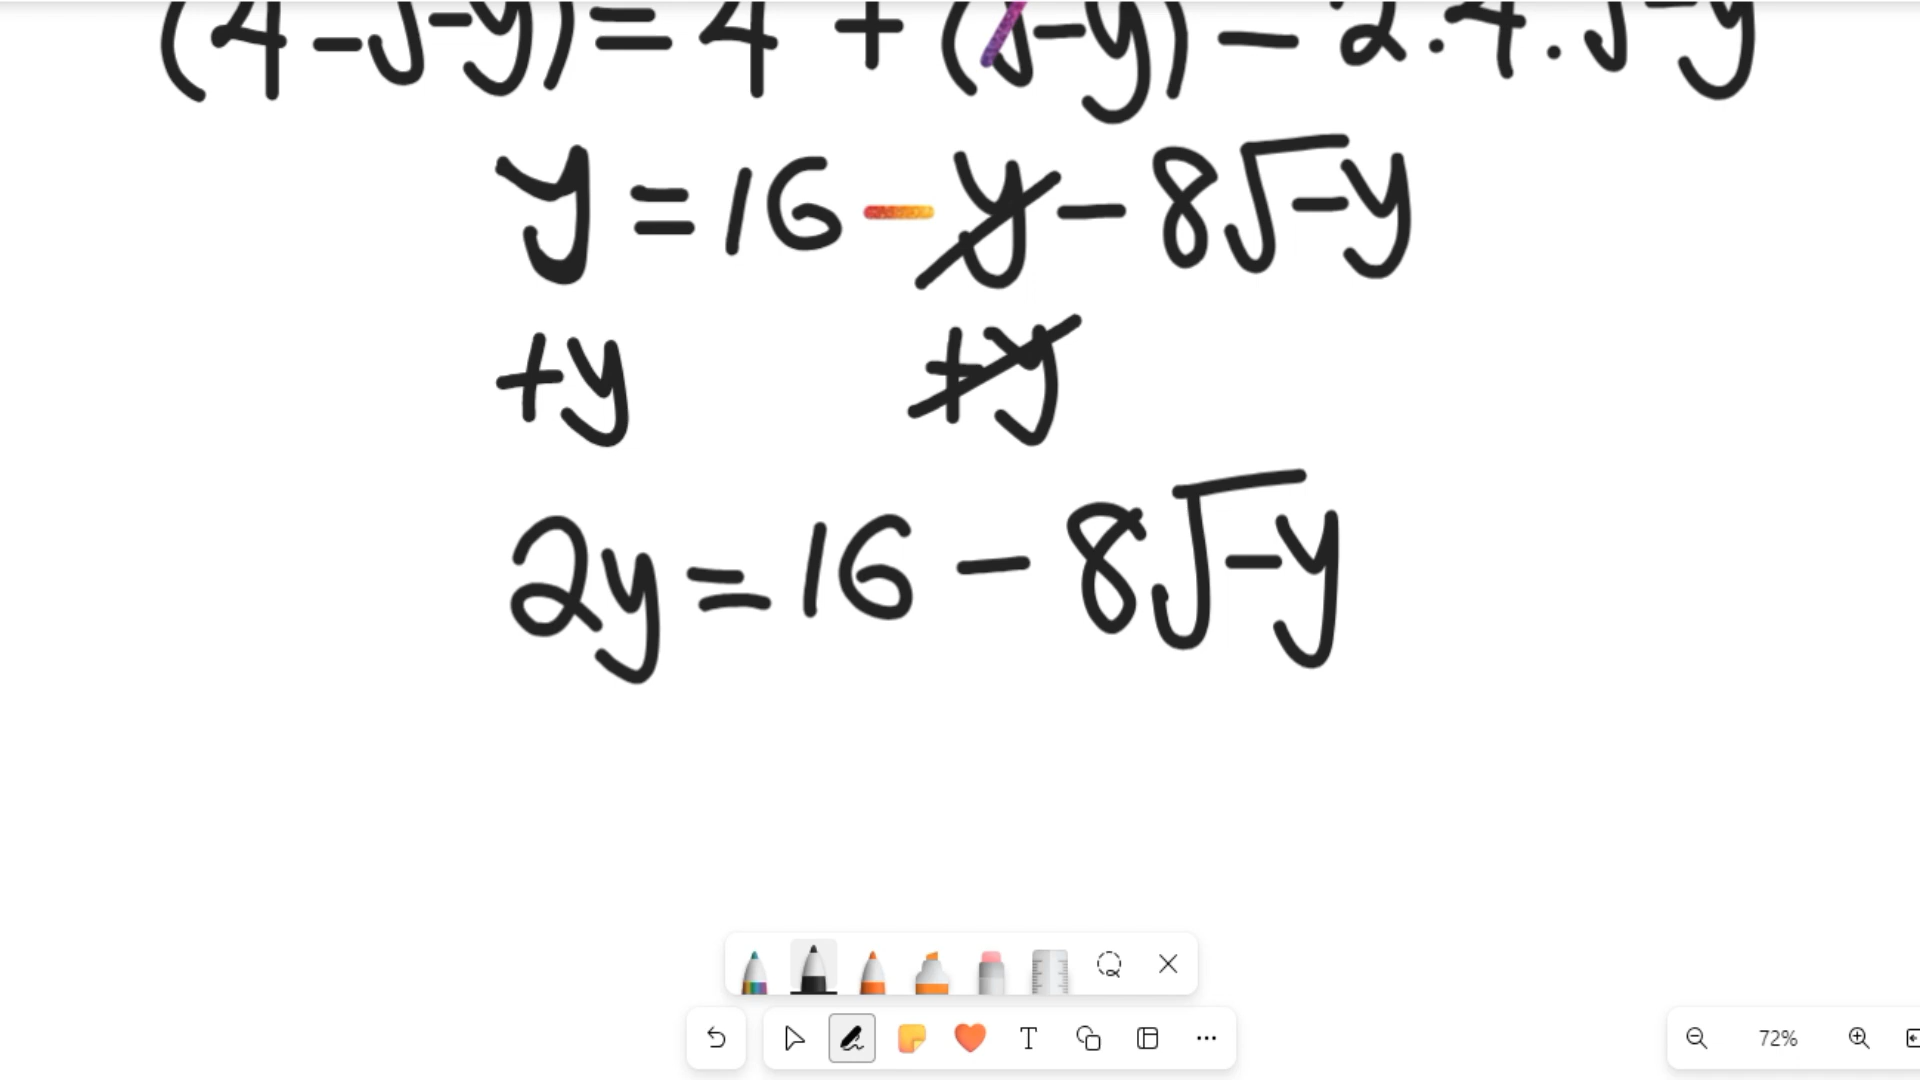 (4-√-y)=4+(√-y)-2.4.√-y
y=16-y-8√-y
+y +y
2y=16-8√-y
T
72%